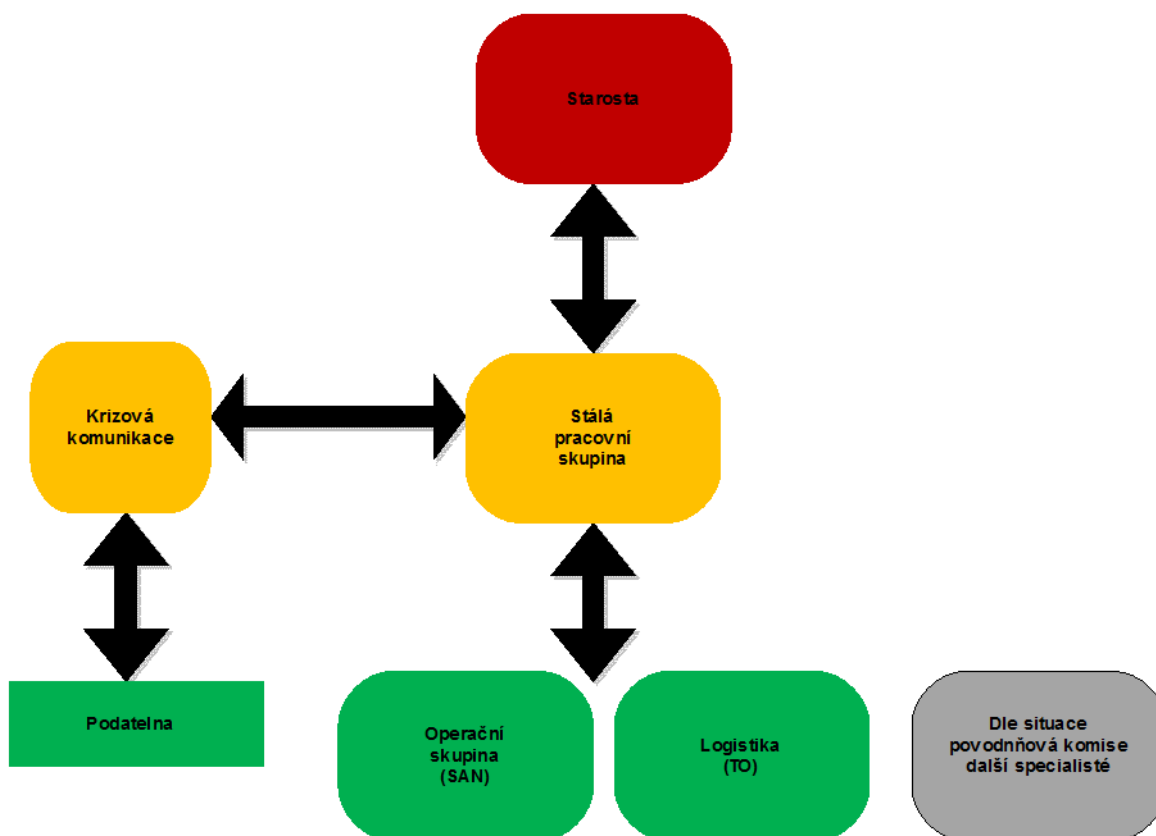 Starosta
Krizová
komunikace
Stálá
pracovní
skupina
Podatelna
Operační
skupina
(SAN)
Logistika
(TO)
Dle situace
povodnňová komise
další specialisté